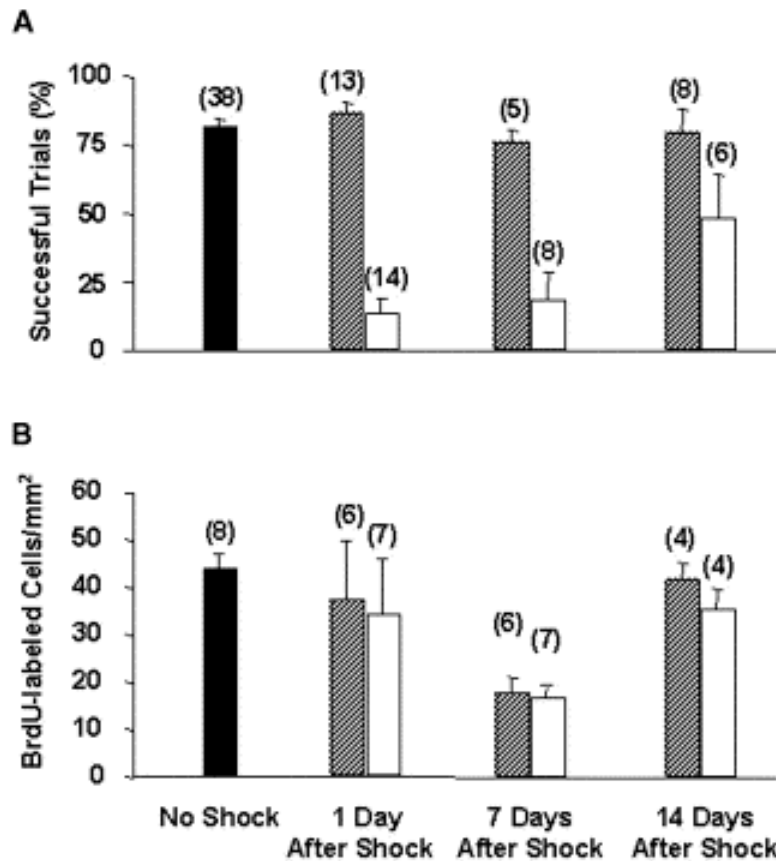 A
Successful Trials (%)
100
75
50
25
0
(38)
(13)
(14)
(5)
(8)
(8)
(6)
B
BrdU-labeled Cells/mm²
60
50
40
30
20
10
0
(8)
(6)
(7)
(6)
(7)
(4)
(4)
No Shock
1 Day
After Shock
7 Days
After Shock
14 Days
After Shock